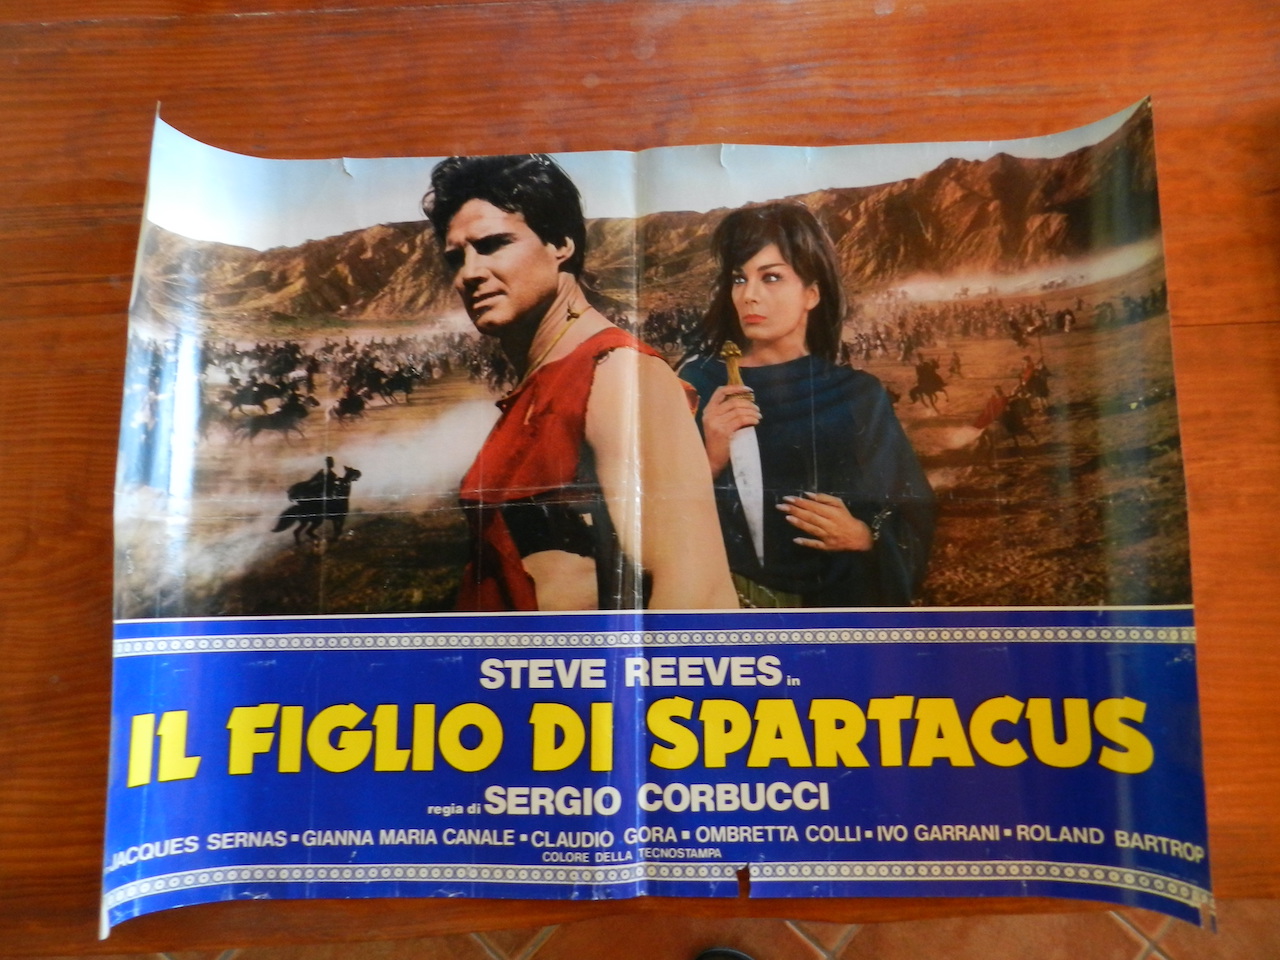 STEVE REEVES in
IL FIGLIO DI SPARTACUS
regia di SERGIO CORBUCCI
JACQUES SERNAS ▪ GIANNA MARIA CANALE ▪ CLAUDIO GORA ▪ OMBRETTA COLLI ▪ IVO GARRANI ▪ ROLAND BARTROP
COLORE DELLA TECNOSTAMPA